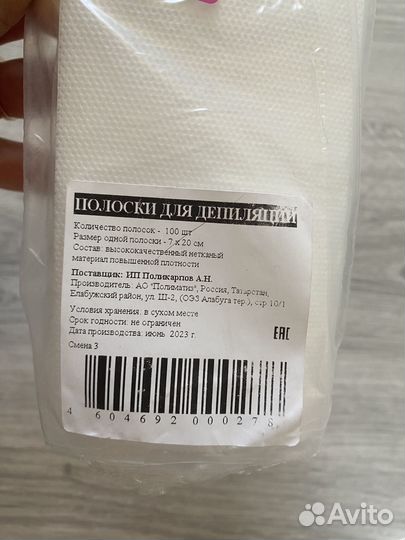 ПОЛОСКИ ДЛЯ ДЕПИЛЯЦИИ
Количество полосок - 100 шт
Размер одной полоски - 7 х 20 см
Состав: высококачественный нетканый
материал повышенной плотности
Поставщик: ИП Поликарпов А.Н.
Производитель: АО "Полиматиз", Россия, Татарстан,
Елабужский район, ул. Ш-2, (ОЭЗ Алабуга тер.), стр 10/1
Условия хранения: в сухом месте
Срок годности: не ограничен
Дата производства: июнь 2023 г.
EAC
Смена 3
4 604692 000278
Avito